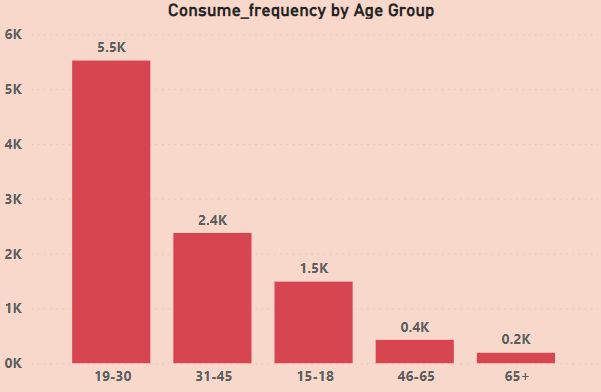 Consume_frequency by Age Group
6K
5K
4K
3K
2K
1K
0K
5.5K
2.4K
1.5K
0.4K
0.2K
19-30
31-45
15-18
46-65
65+